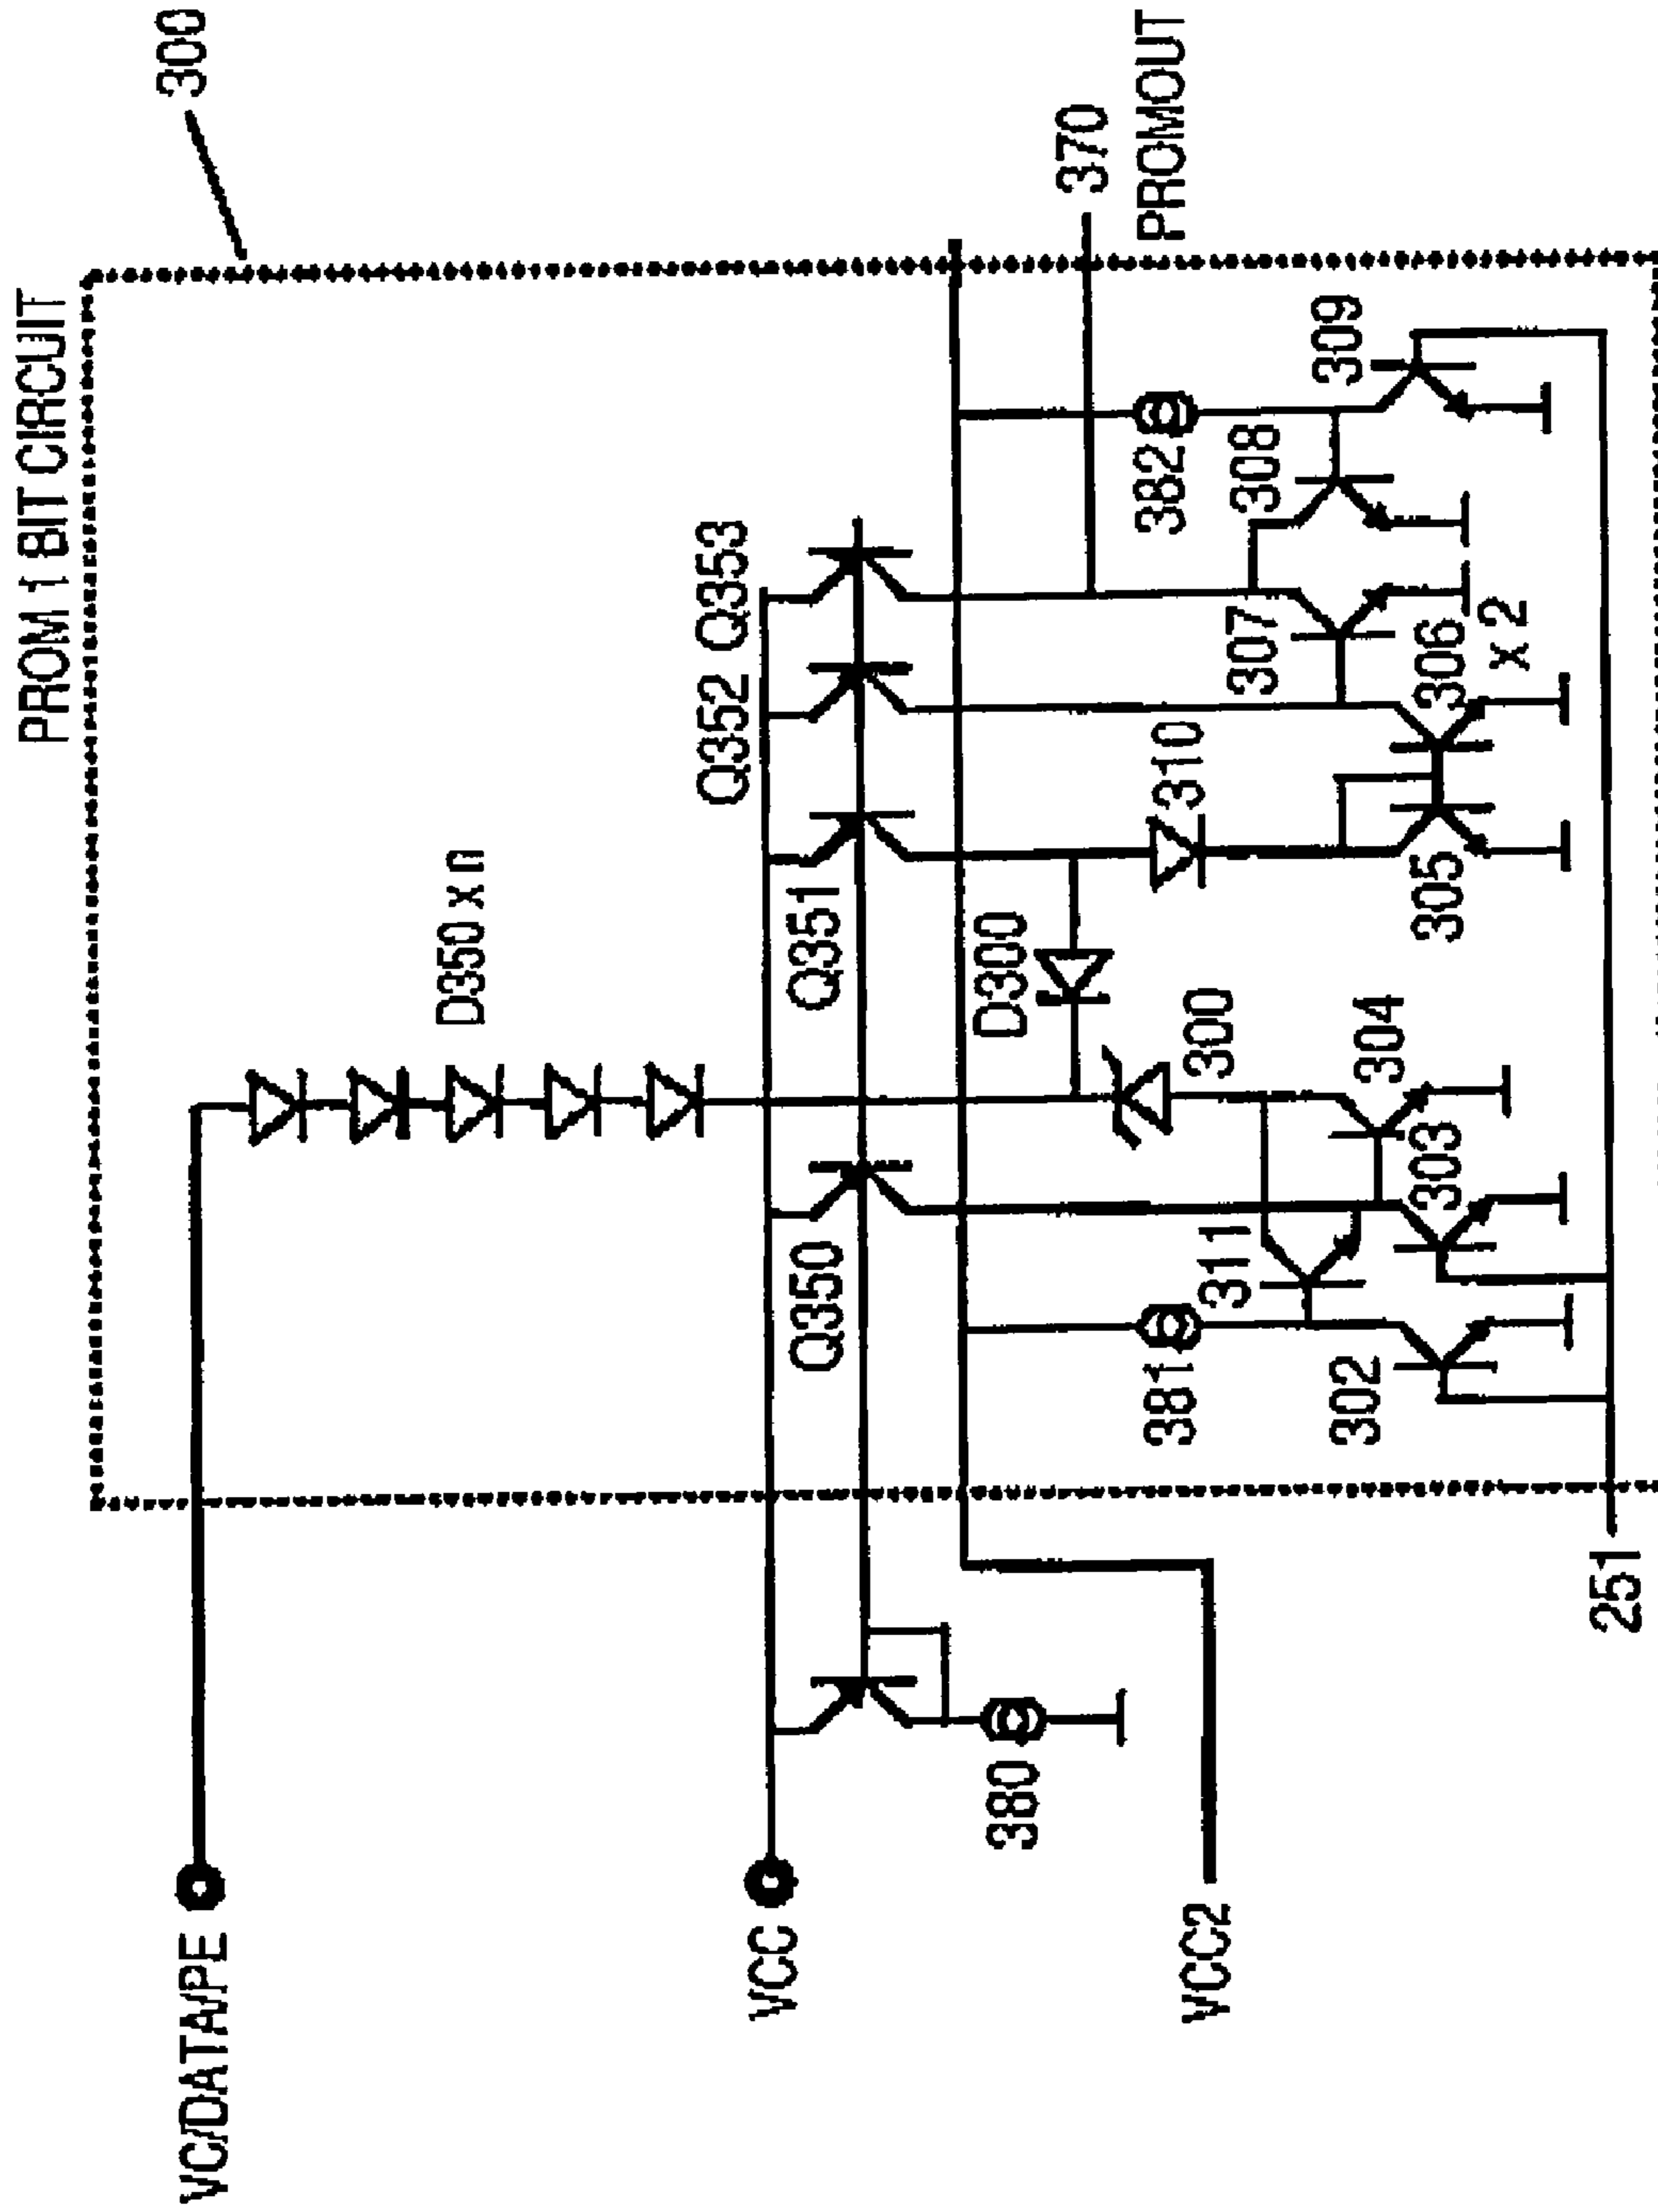 PROM 1 BIT CIRCUIT
300
VC/DATA/VPE
D350 x n
VCC
Q350
Q351
Q352
Q353
380
VCC2
D300
370
PROMOUT
381
311
300
310
382
302
303
304
305
306
x 2
307
308
309
251